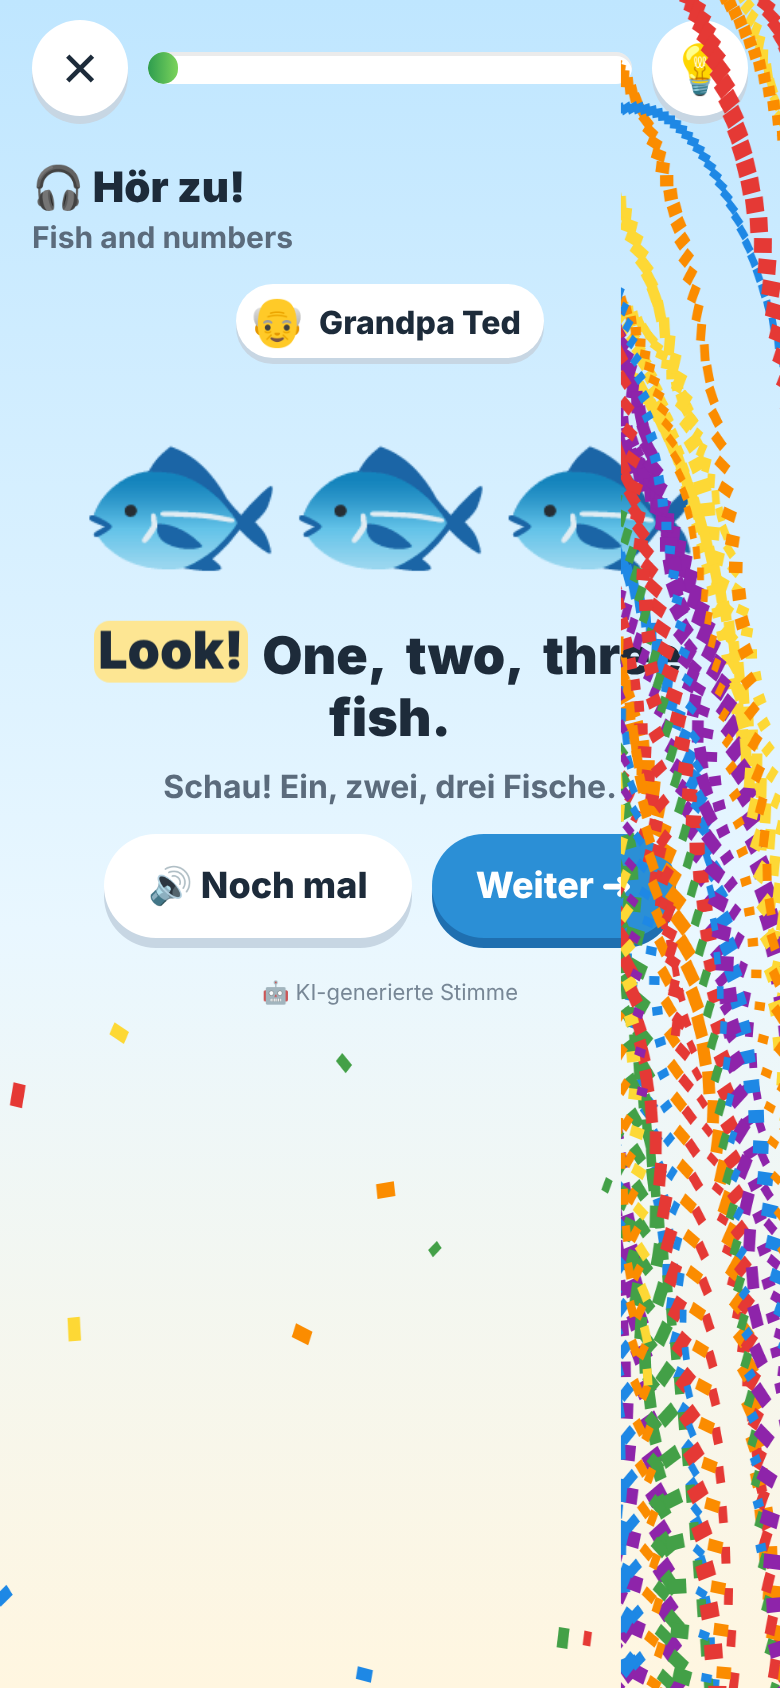 Hör zu!
Fish and numbers
Grandpa Ted
Look! One, two, three
fish.
Schau! Ein, zwei, drei Fische.
Noch mal
Weiter →
KI-generierte Stimme